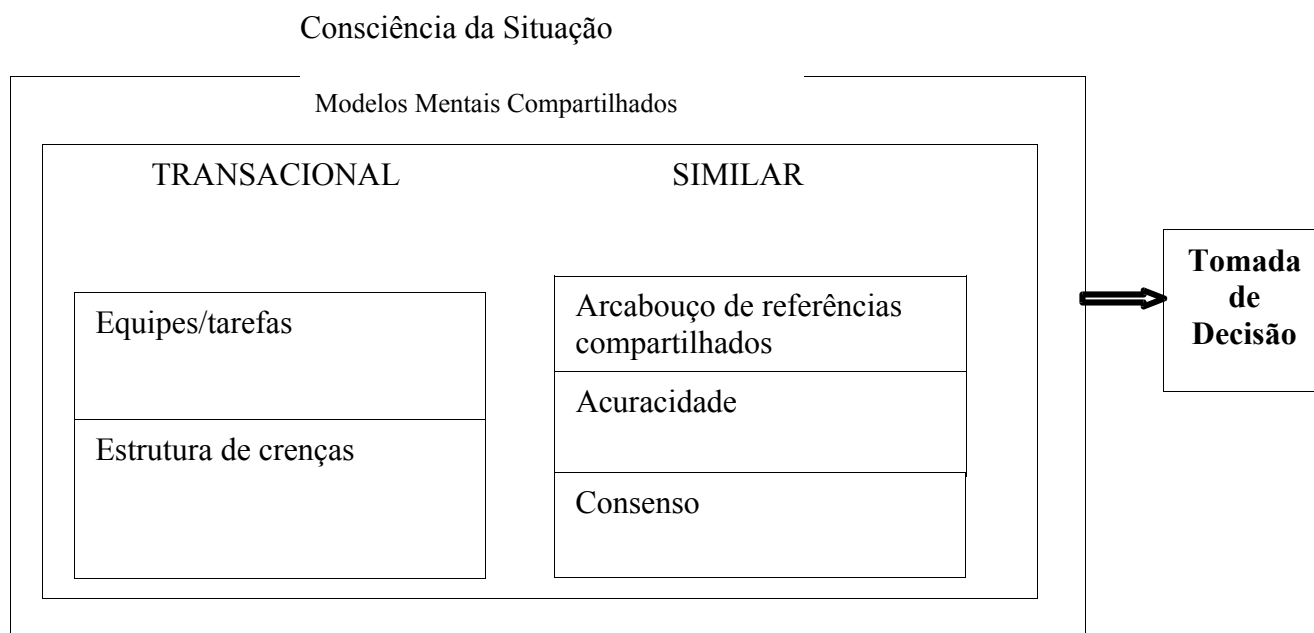 Consciência da Situação
Modelos Mentais Compartilhados
TRANSACIONAL
SIMILAR
Equipes/tarefas
Estrutura de crenças
Arcabouço de referências
compartilhados
Acuracidade
Consenso
Tomada
de
Decisão